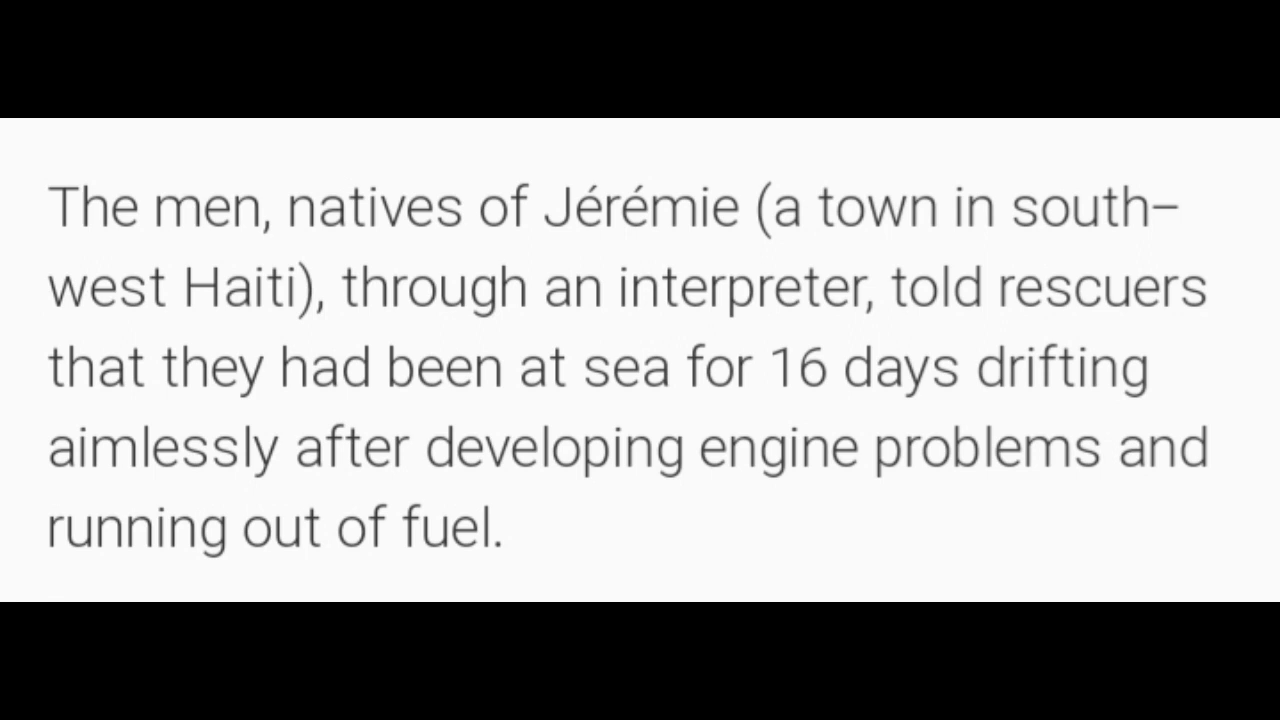 The men, natives of Jérémie (a town in south–
west Haiti), through an interpreter, told rescuers
that they had been at sea for 16 days drifting
aimlessly after developing engine problems and
running out of fuel.